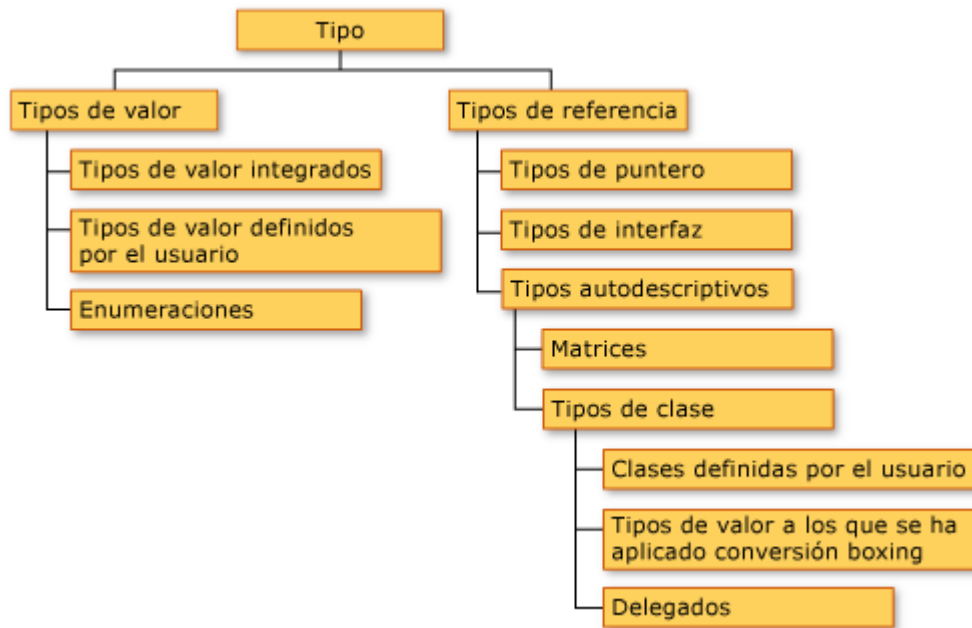 Tipo
Tipos de valor
Tipos de valor integrados
Tipos de valor definidos
por el usuario
Enumeraciones
Tipos de referencia
Tipos de puntero
Tipos de interfaz
Tipos autodescriptivos
Matrices
Tipos de clase
Clases definidas por el usuario
Tipos de valor a los que se ha
aplicado conversión boxing
Delegados